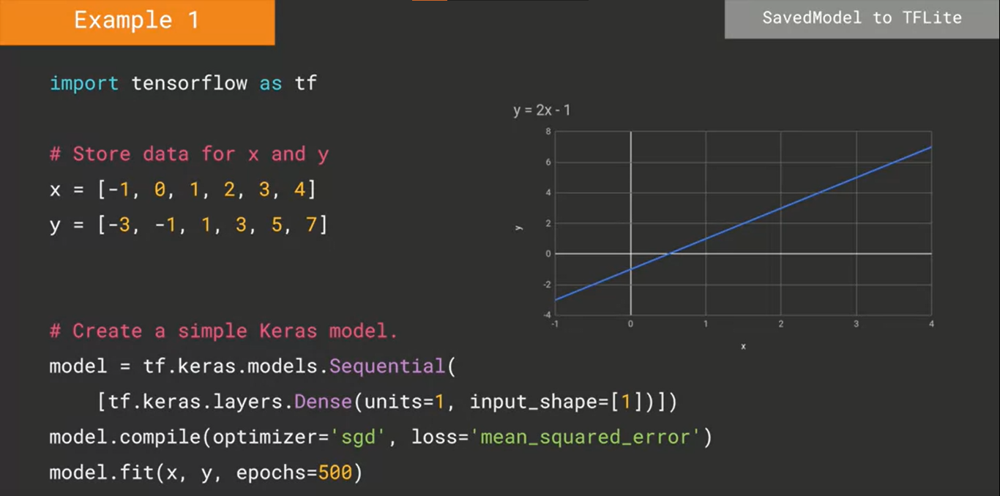 Example 1
SavedModel to TFLite
import tensorflow as tf
# Store data for x and y
x = [-1, 0, 1, 2, 3, 4]
y = [-3, -1, 1, 3, 5, 7]
y = 2x - 1
8
6
4
2
0
-2
-4
y
-1
0
1
2
3
4
x
# Create a simple Keras model.
model = tf.keras.models.Sequential(
[tf.keras.layers.Dense(units=1, input_shape=[1])])
model.compile(optimizer='sgd', loss='mean_squared_error')
model.fit(x, y, epochs=500)